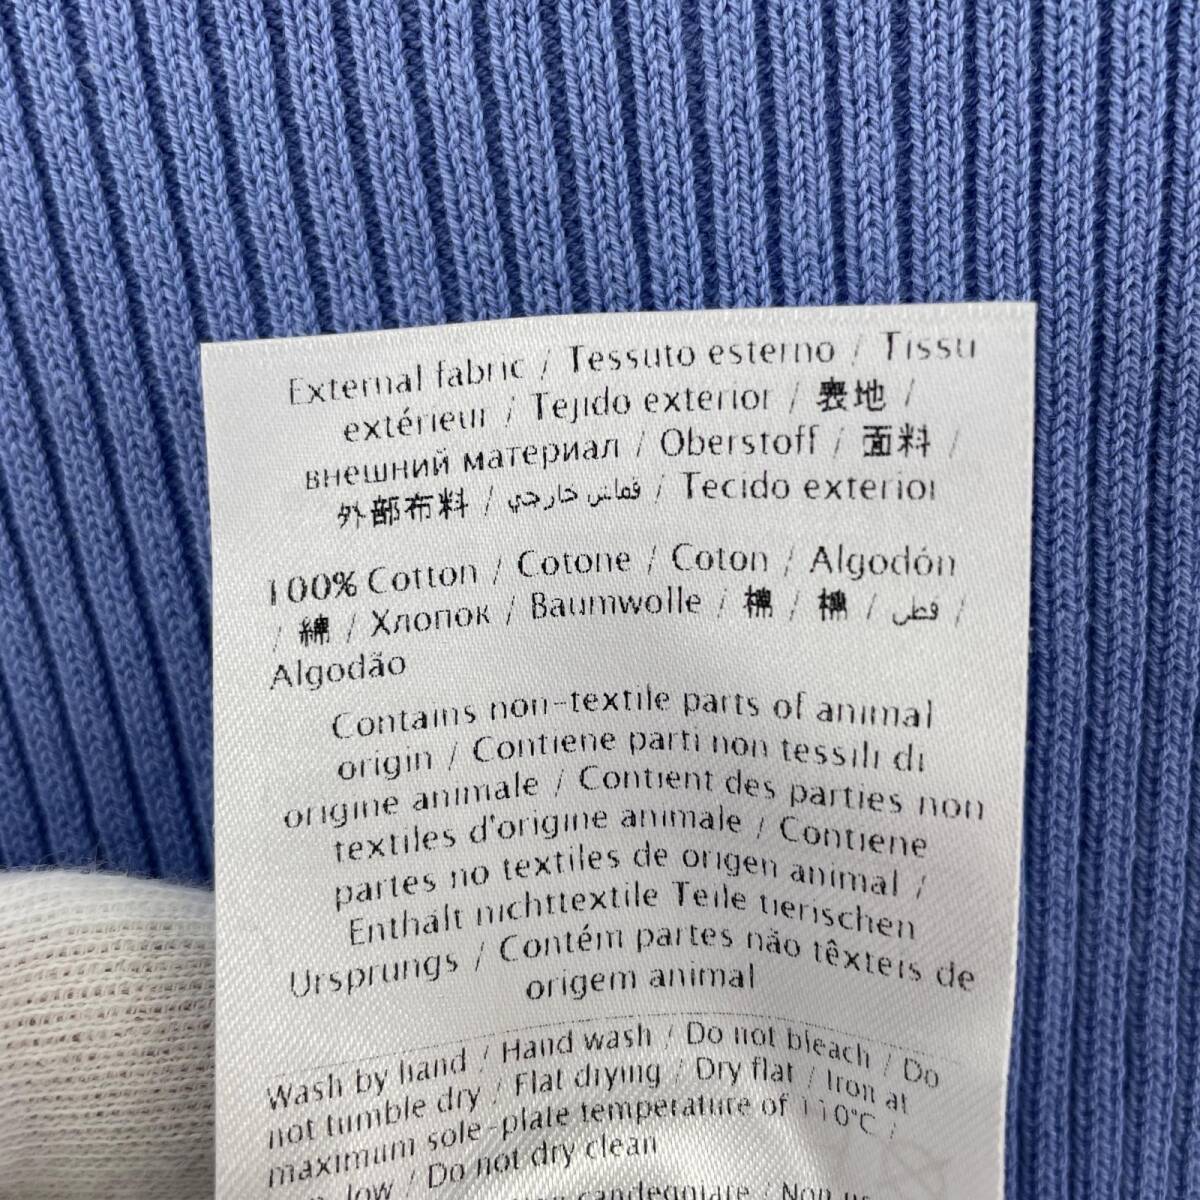 External fabric / Tessuto esterno / Tissu
extérieur / Tejido exterior / 表地 /
внешний материал / Oberstoff / 面料 /
外部布料 / قماش خارجي / Tecido exterior
100% Cotton / Cotone / Coton / Algodón
/ 綿 / Хлопок / Baumwolle / 棉 / 棉 / قطن /
Algodão
Contains non-textile parts of animal
origin / Contiene parti non tessili di
origine animale / Contient des parties non
textiles d'origine animale / Contiene
partes no textiles de origen animal /
Enthält nichttextile Teile tierischen
Ursprungs / Contém partes não têxteis de
origem animal
Wash by hand / Hand wash / Do not bleach / Do
not tumble dry / Flat drying / Dry flat / Iron at
maximum sole-plate temperature of 110°C /
low / Do not dry clean
candeggiare / Non